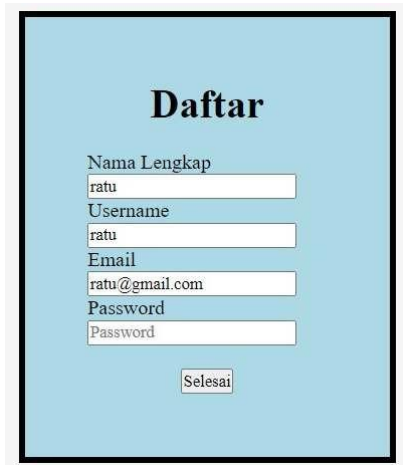 Daftar
Nama Lengkap
ratu
Username
ratu
Email
ratu@gmail.com
Password
Password
Selesai